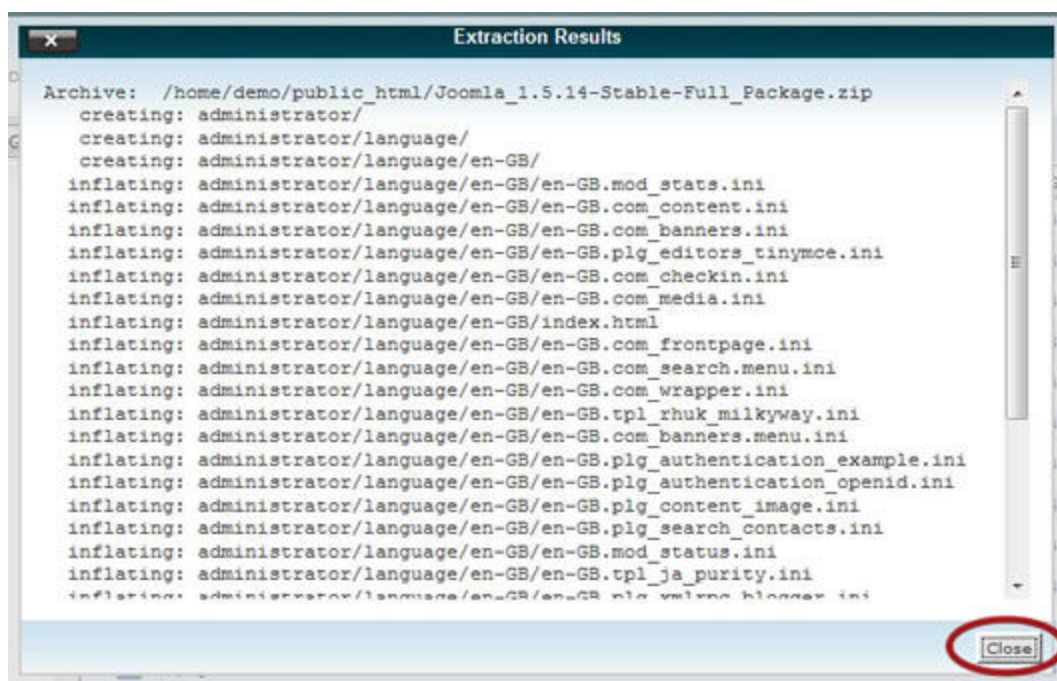 Extraction Results
Archive: /home/demo/public_html/Joomla_1.5.14-Stable-Full_Package.zip
creating: administrator/
creating: administrator/language/
creating: administrator/language/en-GB/
inflating: administrator/language/en-GB/en-GB.mod_stats.ini
inflating: administrator/language/en-GB/en-GB.com_content.ini
inflating: administrator/language/en-GB/en-GB.com_banners.ini
inflating: administrator/language/en-GB/en-GB.plg_editors_tinymce.ini
inflating: administrator/language/en-GB/en-GB.com_checkin.ini
inflating: administrator/language/en-GB/en-GB.com_media.ini
inflating: administrator/language/en-GB/index.html
inflating: administrator/language/en-GB/en-GB.com_frontpage.ini
inflating: administrator/language/en-GB/en-GB.com_search.menu.ini
inflating: administrator/language/en-GB/en-GB.com_wrapper.ini
inflating: administrator/language/en-GB/en-GB.tpl_rhuk_milkyway.ini
inflating: administrator/language/en-GB/en-GB.com_banners.menu.ini
inflating: administrator/language/en-GB/en-GB.plg_authentication_example.ini
inflating: administrator/language/en-GB/en-GB.plg_authentication_openid.ini
inflating: administrator/language/en-GB/en-GB.plg_content_image.ini
inflating: administrator/language/en-GB/en-GB.plg_search_contacts.ini
inflating: administrator/language/en-GB/en-GB.mod_status.ini
inflating: administrator/language/en-GB/en-GB.tpl_ja_purity.ini
inflating: administrator/language/en-GB/en-GB.plg_xmlrpc_blogger.ini
Close